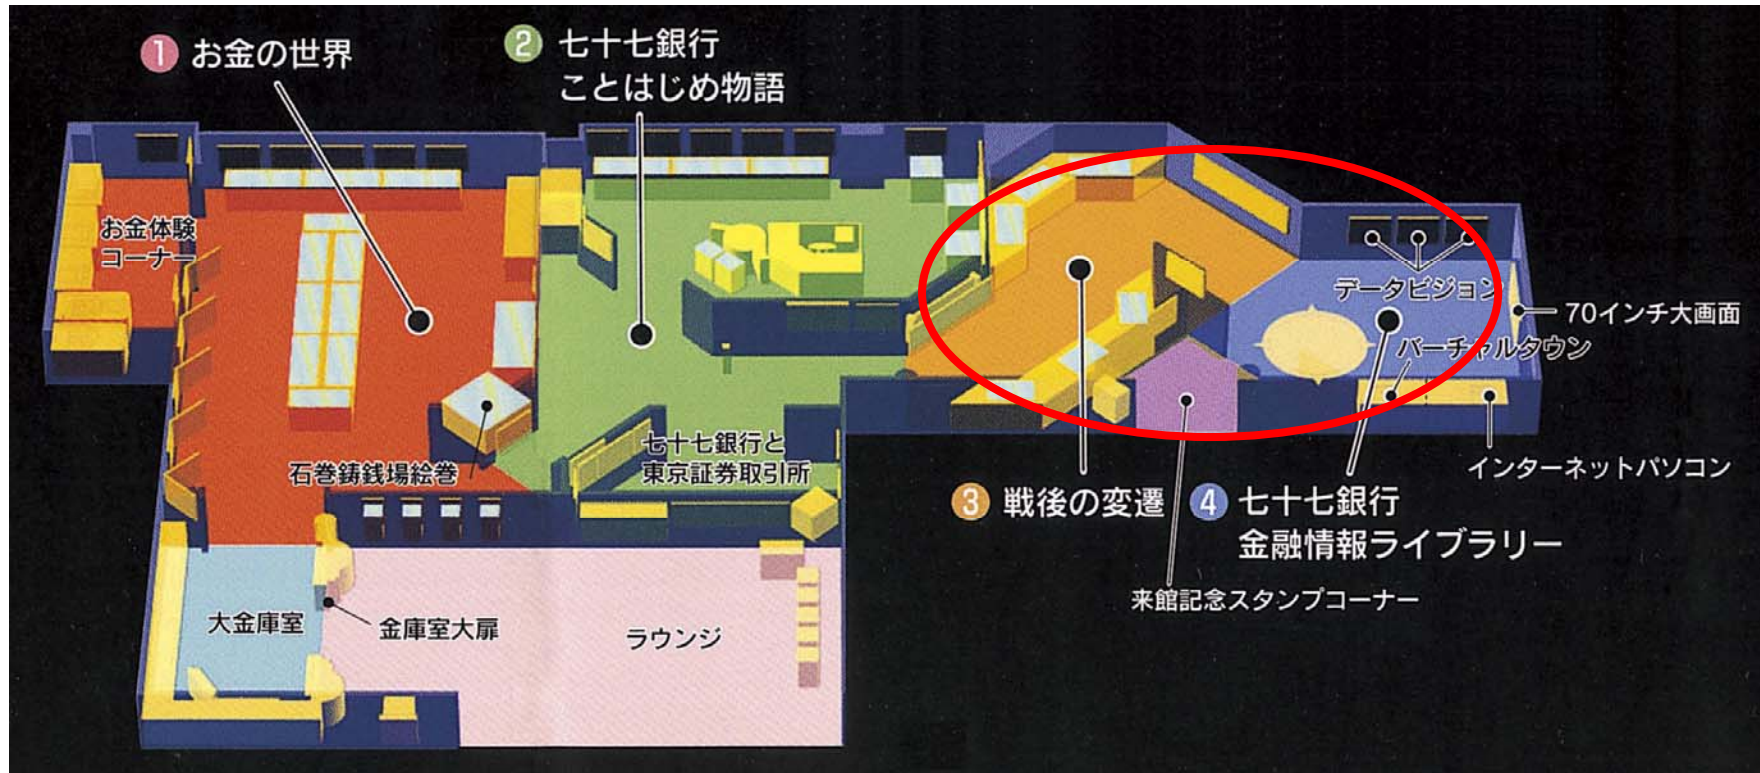 1 お金の世界
2 七十七銀行
ことはじめ物語
お金体験
コーナー
データビジョン
70インチ大画面
バーチャルタウン
石巻鋳銭場絵巻
七十七銀行と
東京証券取引所
インターネットパソコン
3 戦後の変遷
4 七十七銀行
金融情報ライブラリー
来館記念スタンプコーナー
大金庫室
金庫室大扉
ラウンジ